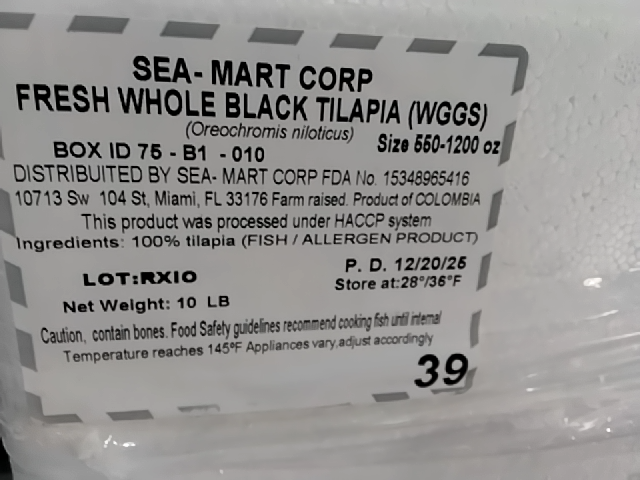 SEA- MART CORP
FRESH WHOLE BLACK TILAPIA (WGGS)
(Oreochromis niloticus) Size 550-1200 oz
BOX ID 75 - B1 - 010
DISTRIBUITED BY SEA- MART CORP FDA No. 15348965416
10713 Sw 104 St, Miami, FL 33176 Farm raised. Product of COLOMBIA
This product was processed under HACCP system
Ingredients: 100% tilapia (FISH / ALLERGEN PRODUCT)
LOT:RX10 P. D. 12/20/25
Net Weight: 10 LB Store at:28°/36°F
Caution, contain bones. Food Safety guidelines recommend cooking fish until internal
Temperature reaches 145°F Appliances vary,adjust accordingly
39